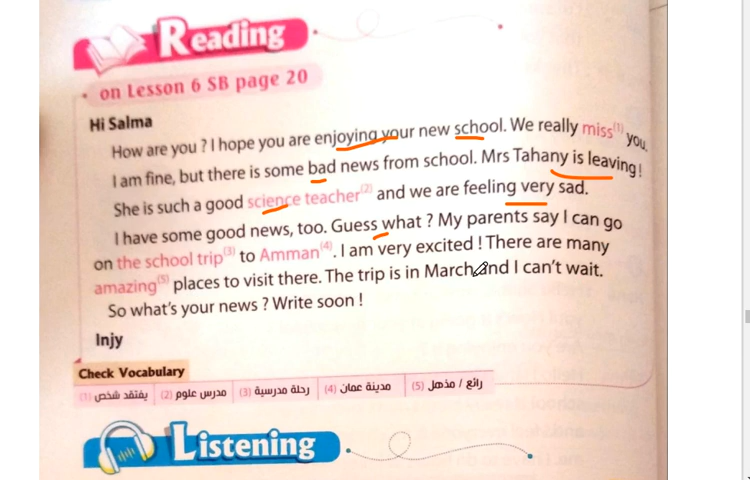 Reading
on Lesson 6 SB page 20
Hi Salma
How are you ? I hope you are enjoying your new school. We really miss(1) you.
I am fine, but there is some bad news from school. Mrs Tahany is leaving !
She is such a good science teacher(2) and we are feeling very sad.
I have some good news, too. Guess what ? My parents say I can go
on the school trip(3) to Amman(4). I am very excited ! There are many
amazing(5) places to visit there. The trip is in March and I can't wait.
So what's your news ? Write soon !
Injy
Check Vocabulary
(1) يفتقد شخص (2) مدرس علوم (3) رحلة مدرسية (4) مدينة عمان (5) رائع / مذهل
Listening